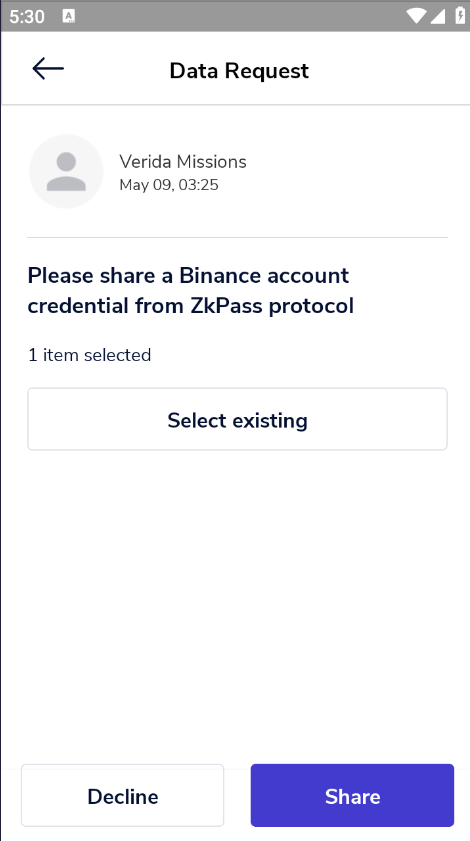 5:30
Data Request
Verida Missions
May 09, 03:25
Please share a Binance account
credential from ZkPass protocol
1 item selected
Select existing
Decline
Share